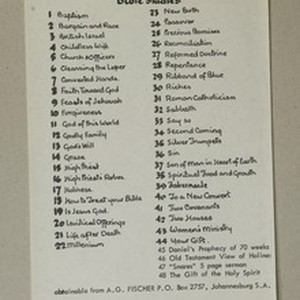 Bible Studies
1 Baptism
2 Bargain and Race
3 British Israel
4 Childless Wife
5 Church Officers
6 Cleansing the Leper
7 Converted Hands
8 Faith Toward God
9 Feasts of Jehovah
10 Forgiveness
11 God of this World
12 Godly Family
13 God's Will
14 Grace
15 High Priest
16 High Priest's Robes
17 Holiness
18 How to Treat your Bible
19 Is Jesus God
20 Levitical Offerings
21 Life after Death
22 Millenium
23 New Birth
24 Passover
25 Precious Promises
26 Reconciliation
27 Reformed Doctrine
28 Repentance
29 Ribband of Blue
30 Riches
31 Roman Catholicism
32 Sabbath
33 Say so
34 Second Coming
35 Silver Trumpets
36 Sin
37 Son of man in Heart of Earth
38 Spiritual Food and Growth
39 Tabernacle
40 To a New Convert
41 Two Covenants
42 Two Houses
43 Women's Ministry
44 Your Gift.
45 Daniel's Prophecy of 70 weeks
46 Old Testament View of Holiness
47 "Snares" 5 page sermon
48 The Gift of the Holy Spirit
obtainable from A.G. FISCHER P.O. Box 2757, Johannesburg S.A.